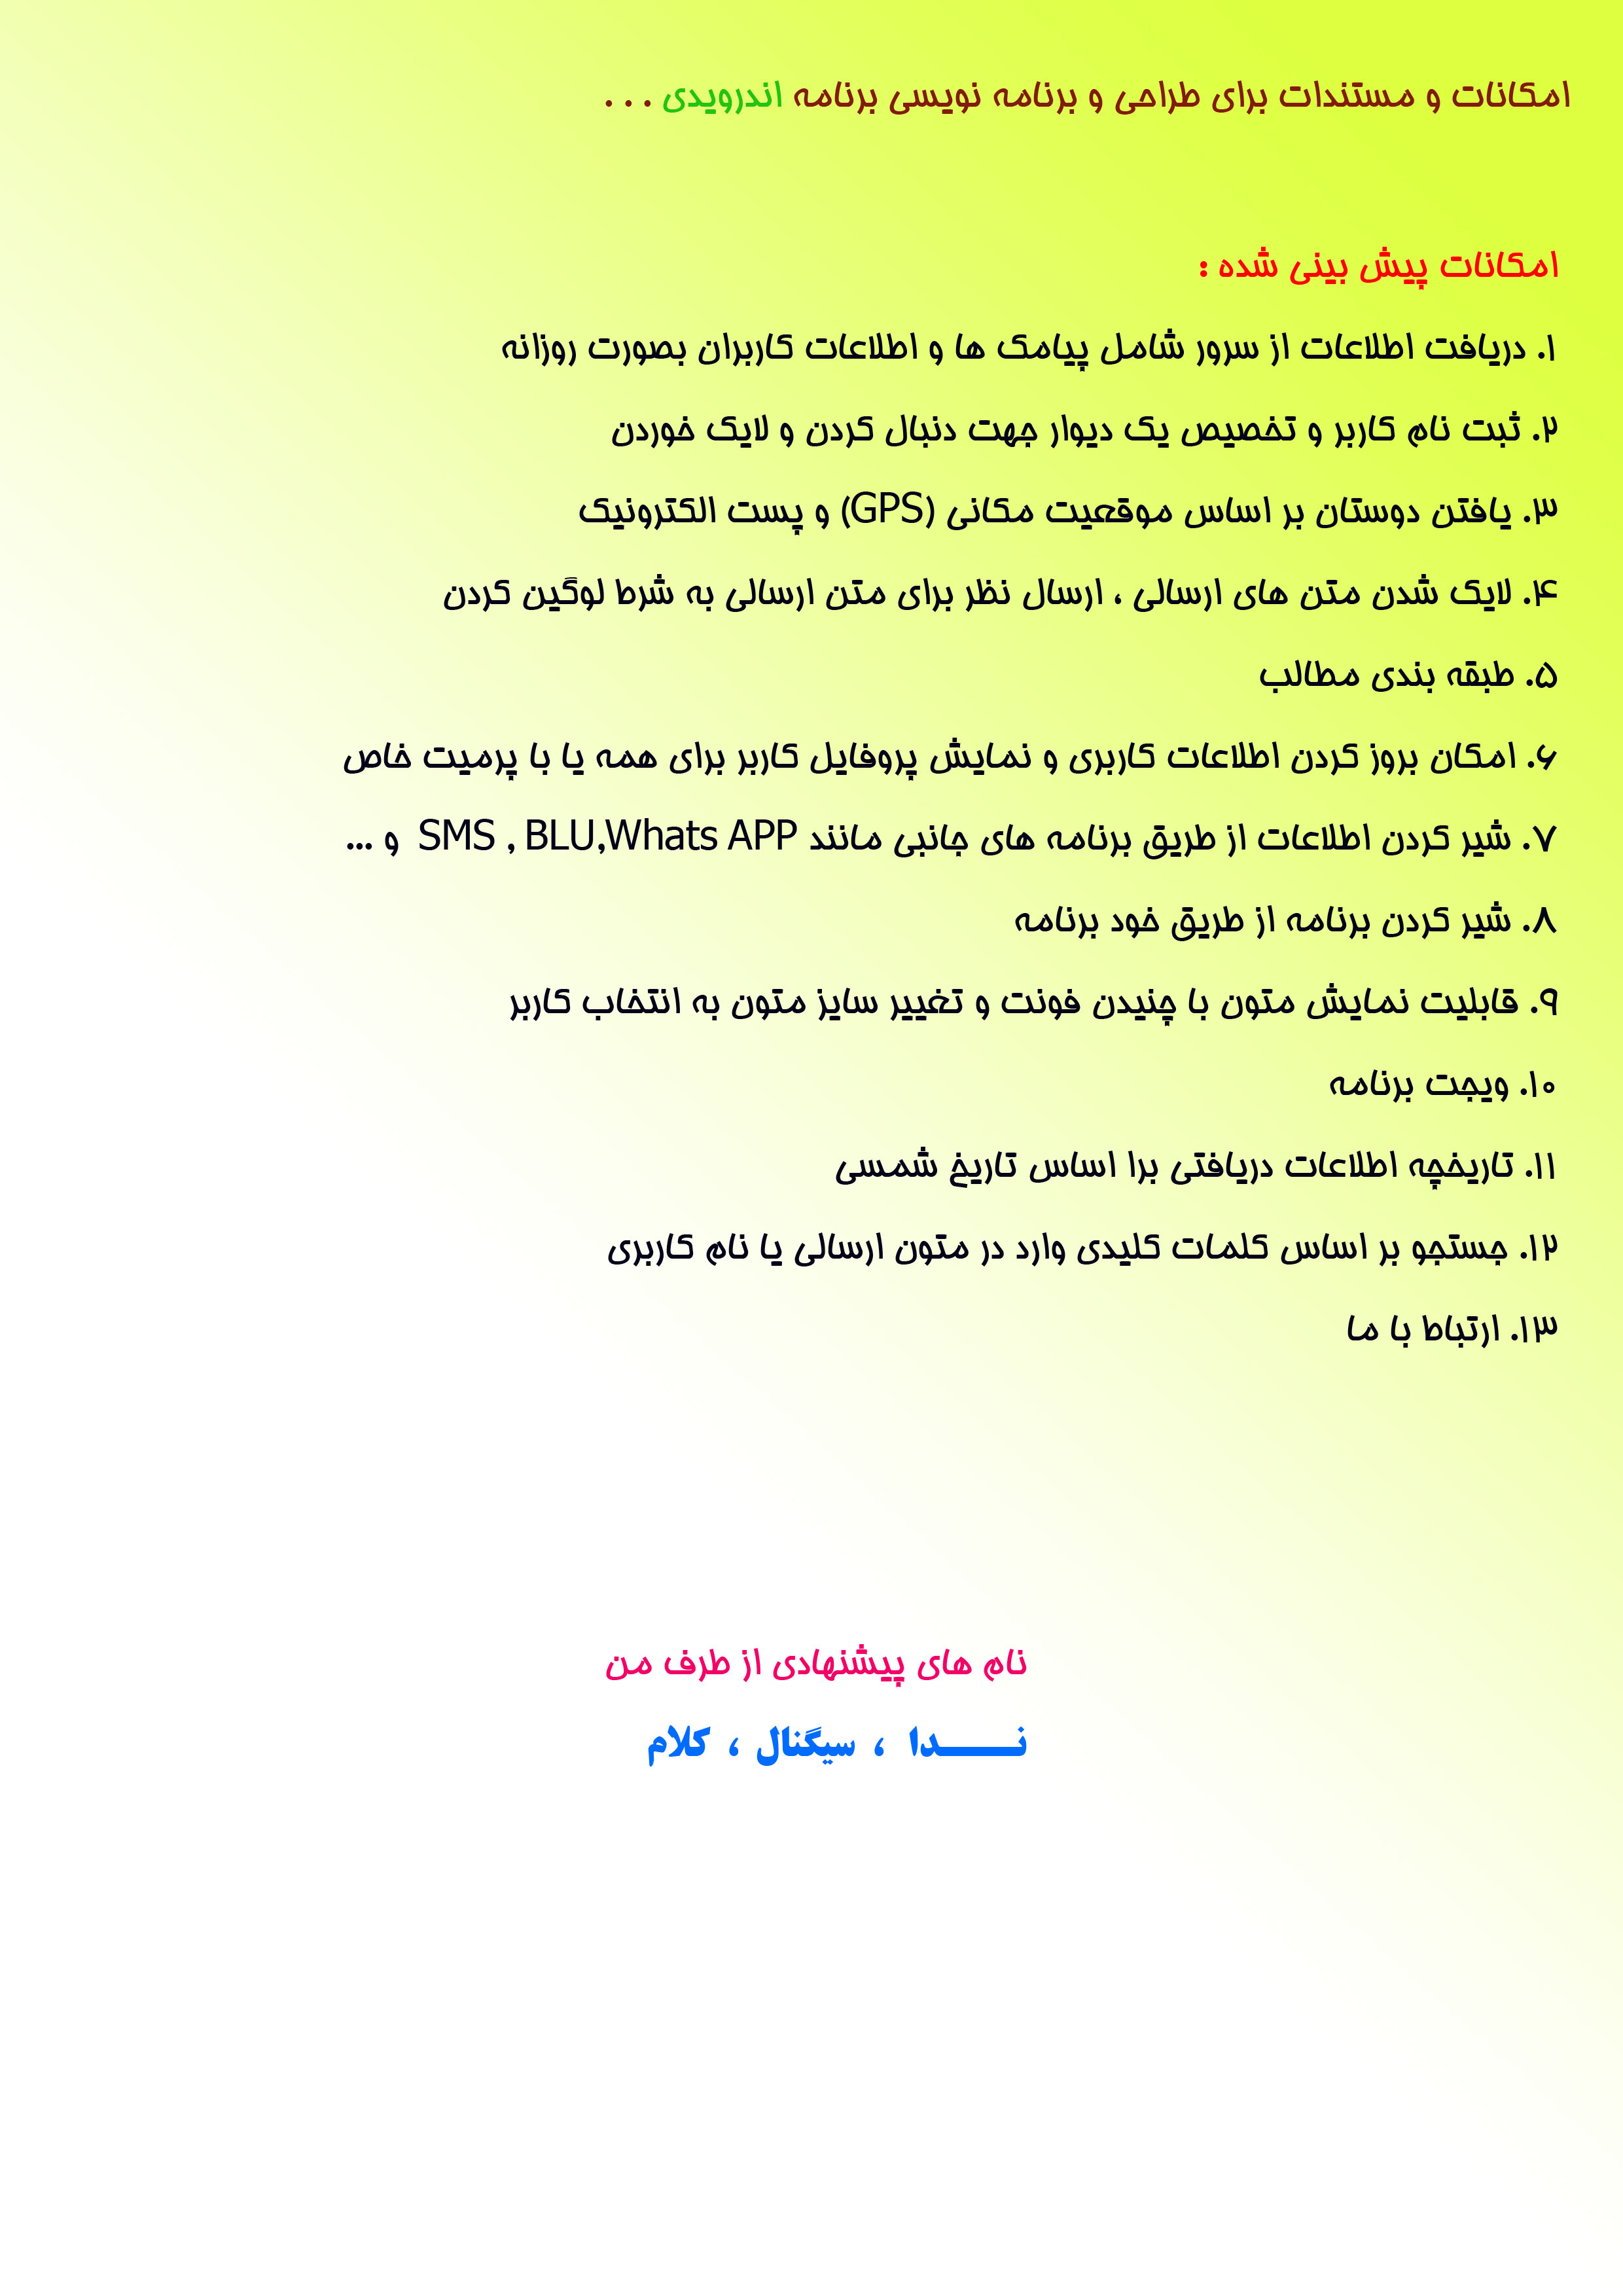 امکانات و مستندات برای طراحی و برنامه نویسی برنامه اندرویدی . . .
امکانات پیش بینی شده :
۱. دریافت اطلاعات از سرور شامل پیامک ها و اطلاعات کاربران بصورت روزانه
۲. ثبت نام کاربر و تخصیص یک دیوار جهت دنبال کردن و لایک خوردن
۳. یافتن دوستان بر اساس موقعیت مکانی (GPS) و پست الکترونیک
۴. لایک شدن متن های ارسالی ، ارسال نظر برای متن ارسالی به شرط لوگین کردن
۵. طبقه بندی مطالب
۶. امکان بروز کردن اطلاعات کاربری و نمایش پروفایل کاربر برای همه یا با پرمیت خاص
۷. شیر کردن اطلاعات از طریق برنامه های جانبی مانند SMS , BLU,Whats APP و ...
۸. شیر کردن برنامه از طریق خود برنامه
۹. قابلیت نمایش متون با چنیدن فونت و تغییر سایز متون به انتخاب کاربر
۱۰. ویجت برنامه
۱۱. تاریخچه اطلاعات دریافتی برا اساس تاریخ شمسی
۱۲. جستجو بر اساس کلمات کلیدی وارد در متون ارسالی یا نام کاربری
۱۳. ارتباط با ما
نام های پیشنهادی از طرف من
نـــــدا ، سیگنال ، کلام